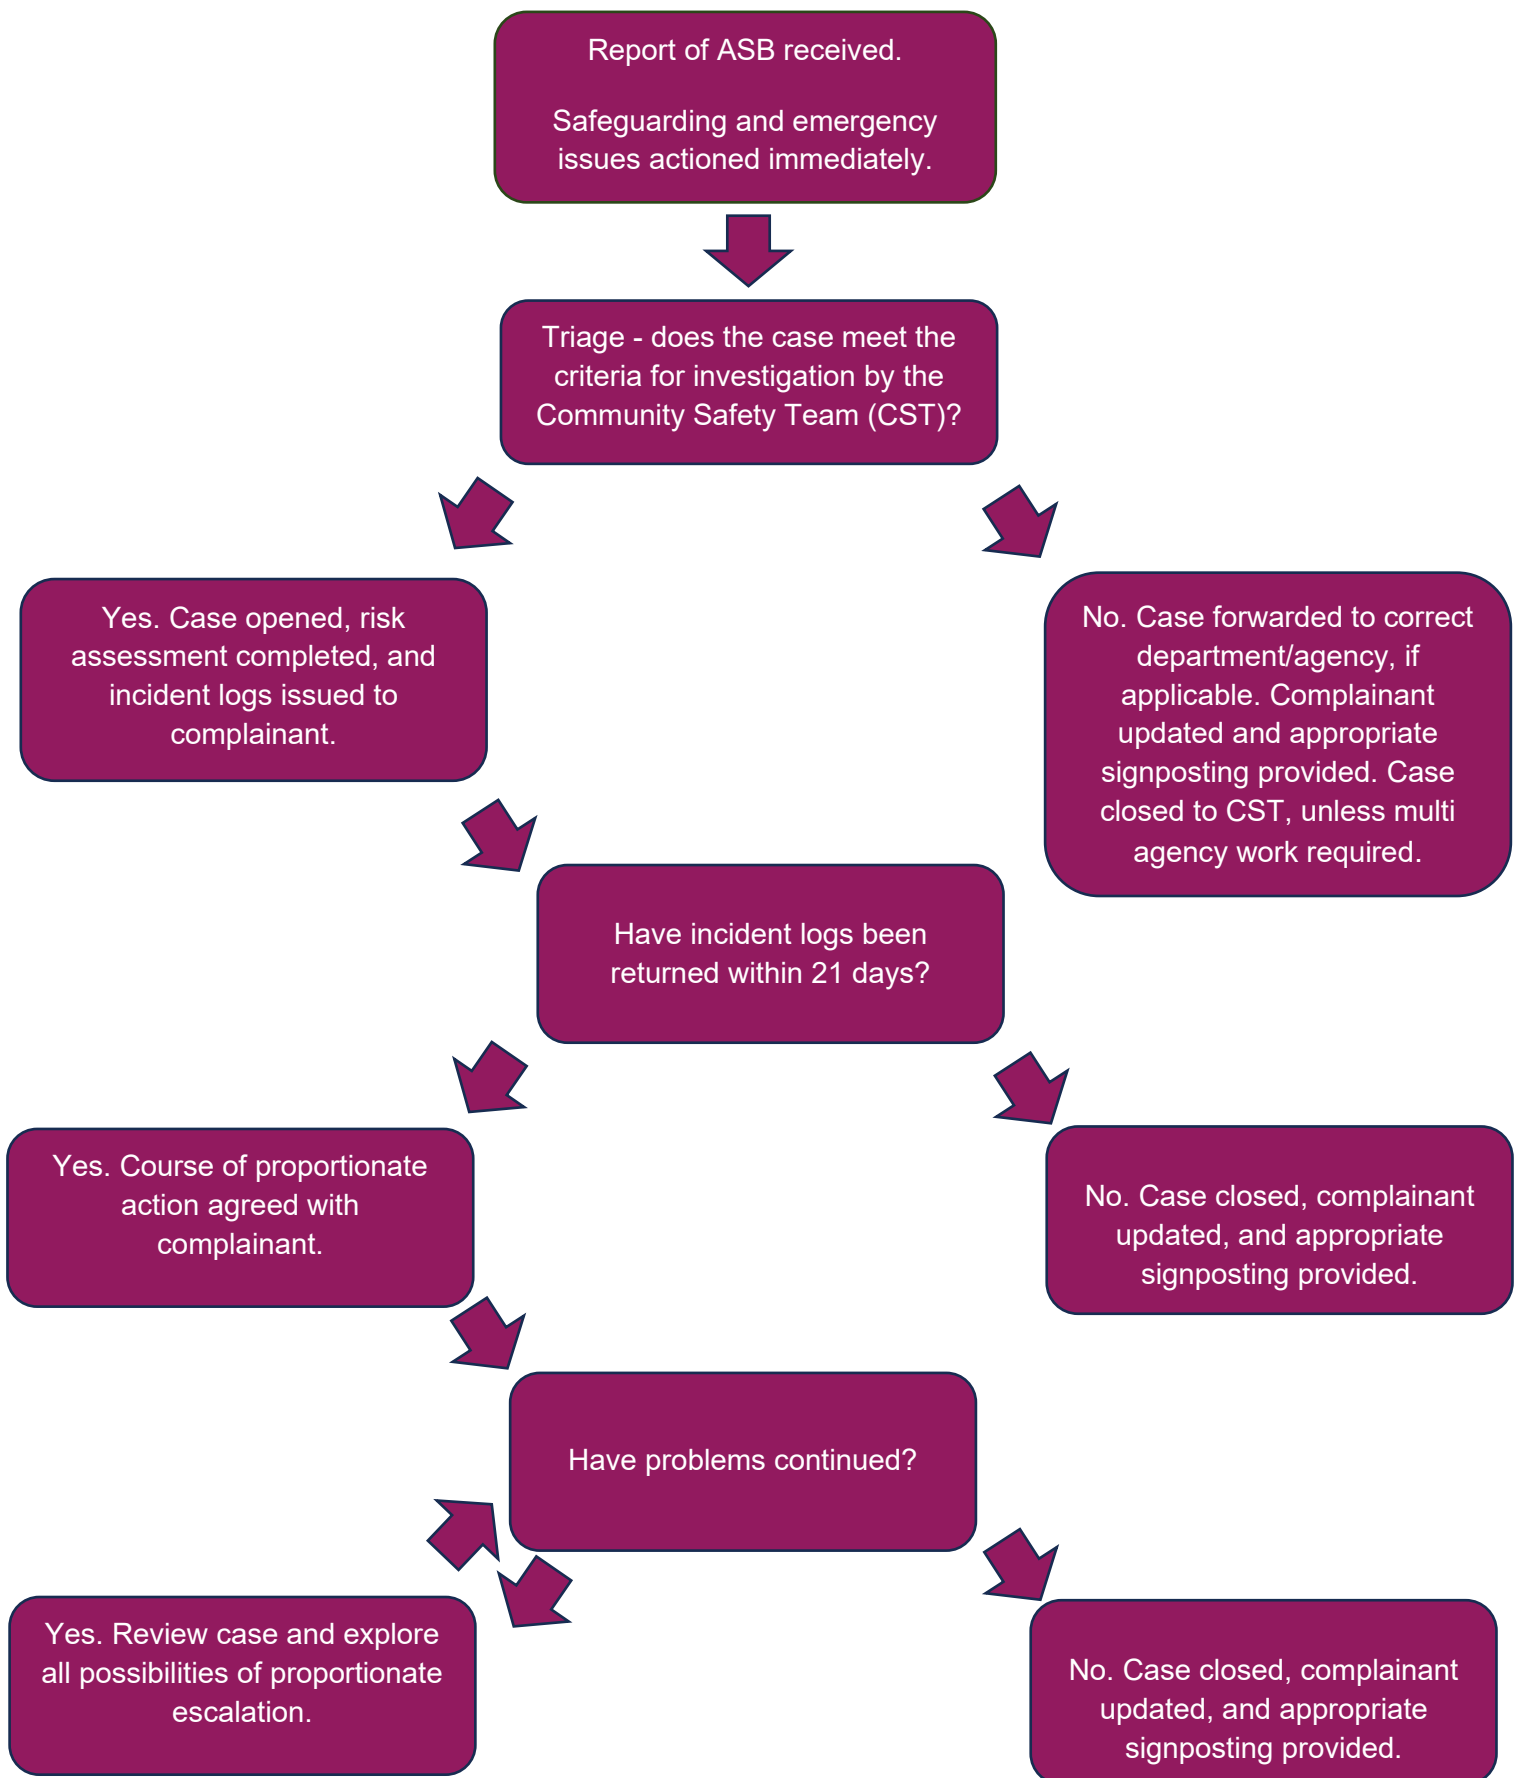 Report of ASB received.
Safeguarding and emergency
issues actioned immediately.
Triage - does the case meet the
criteria for investigation by the
Community Safety Team (CST)?
Yes. Case opened, risk
assessment completed, and
incident logs issued to
complainant.
No. Case forwarded to correct
department/agency, if
applicable. Complainant
updated and appropriate
signposting provided. Case
closed to CST, unless multi
agency work required.
Have incident logs been
returned within 21 days?
Yes. Course of proportionate
action agreed with
complainant.
No. Case closed, complainant
updated, and appropriate
signposting provided.
Have problems continued?
Yes. Review case and explore
all possibilities of proportionate
escalation.
No. Case closed, complainant
updated, and appropriate
signposting provided.